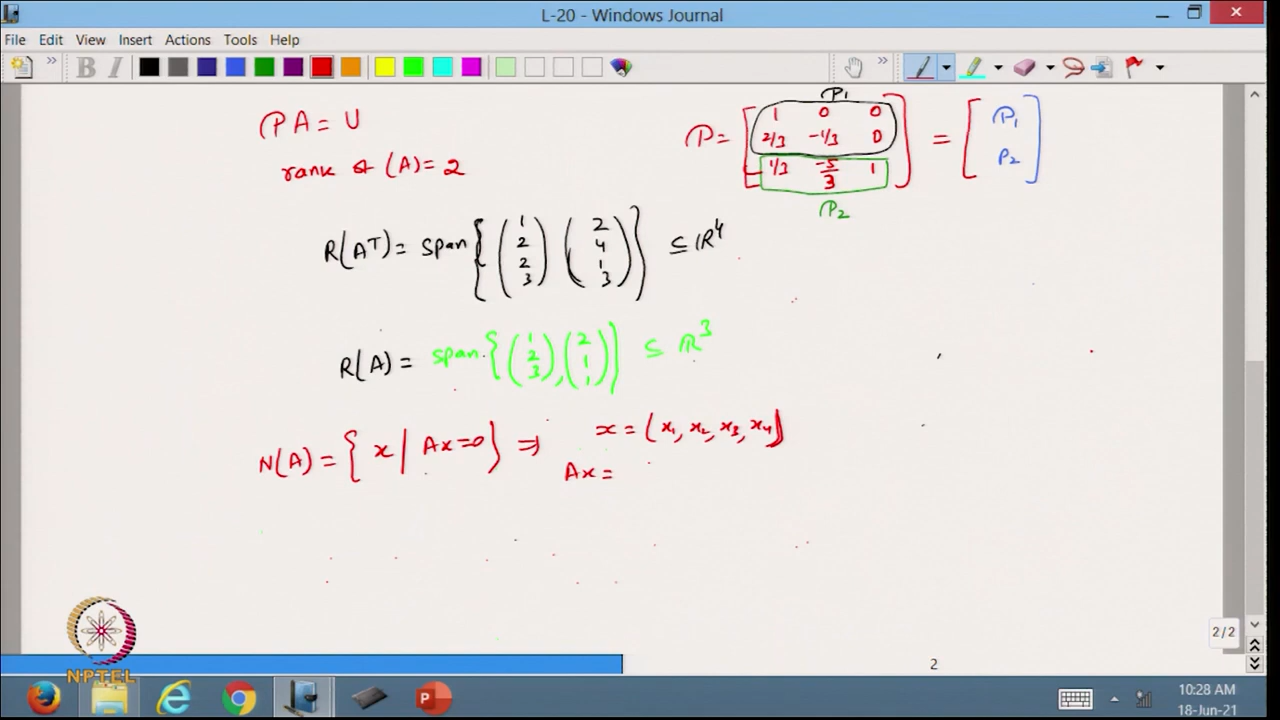 L-20 - Windows Journal
File Edit View Insert Actions Tools Help
PA = U
rank of (A) = 2
P = [ 1 0 0 2/3 -1/3 0 1/3 -5/3 1 ] = [ P1 P2 ]
P1
P2
R(AT) = span { (1 2 2 3) (2 4 1 3) } ⊆ R^4
R(A) = span { (1 2 3), (2 1 1) } ⊆ R^3
N(A) = { x | Ax=0 } ⇒ x = (x1, x2, x3, x4)
Ax =
2/2
2
NPTEL
10:28 AM
18-Jun-21